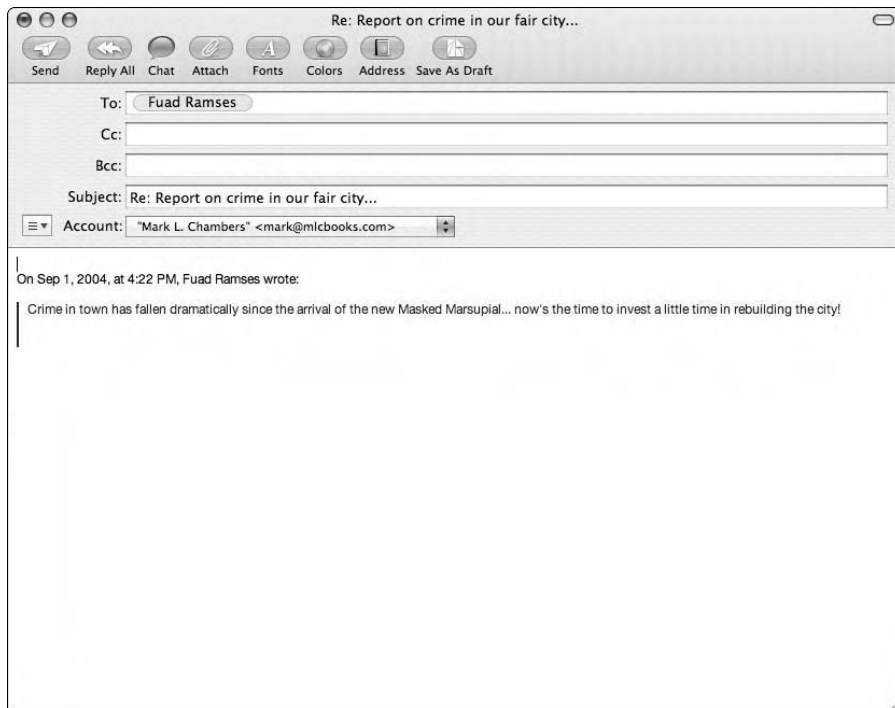 Re: Report on crime in our fair city...
Send Reply All Chat Attach Fonts Colors Address Save As Draft
To: Fuad Ramses
Cc:
Bcc:
Subject: Re: Report on crime in our fair city...
Account: "Mark L. Chambers" <mark@mlcbooks.com>
On Sep 1, 2004, at 4:22 PM, Fuad Ramses wrote:
Crime in town has fallen dramatically since the arrival of the new Masked Marsupial... now's the time to invest a little time in rebuilding the city!